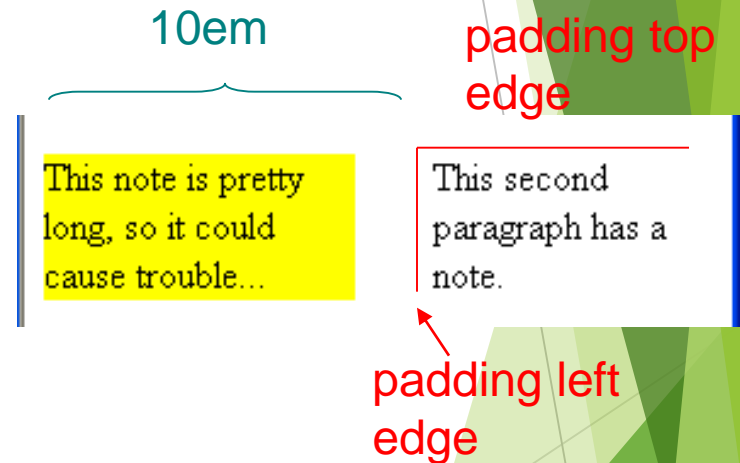 10em
padding top
edge
This note is pretty
long, so it could
cause trouble...
This second
paragraph has a
note.
padding left
edge